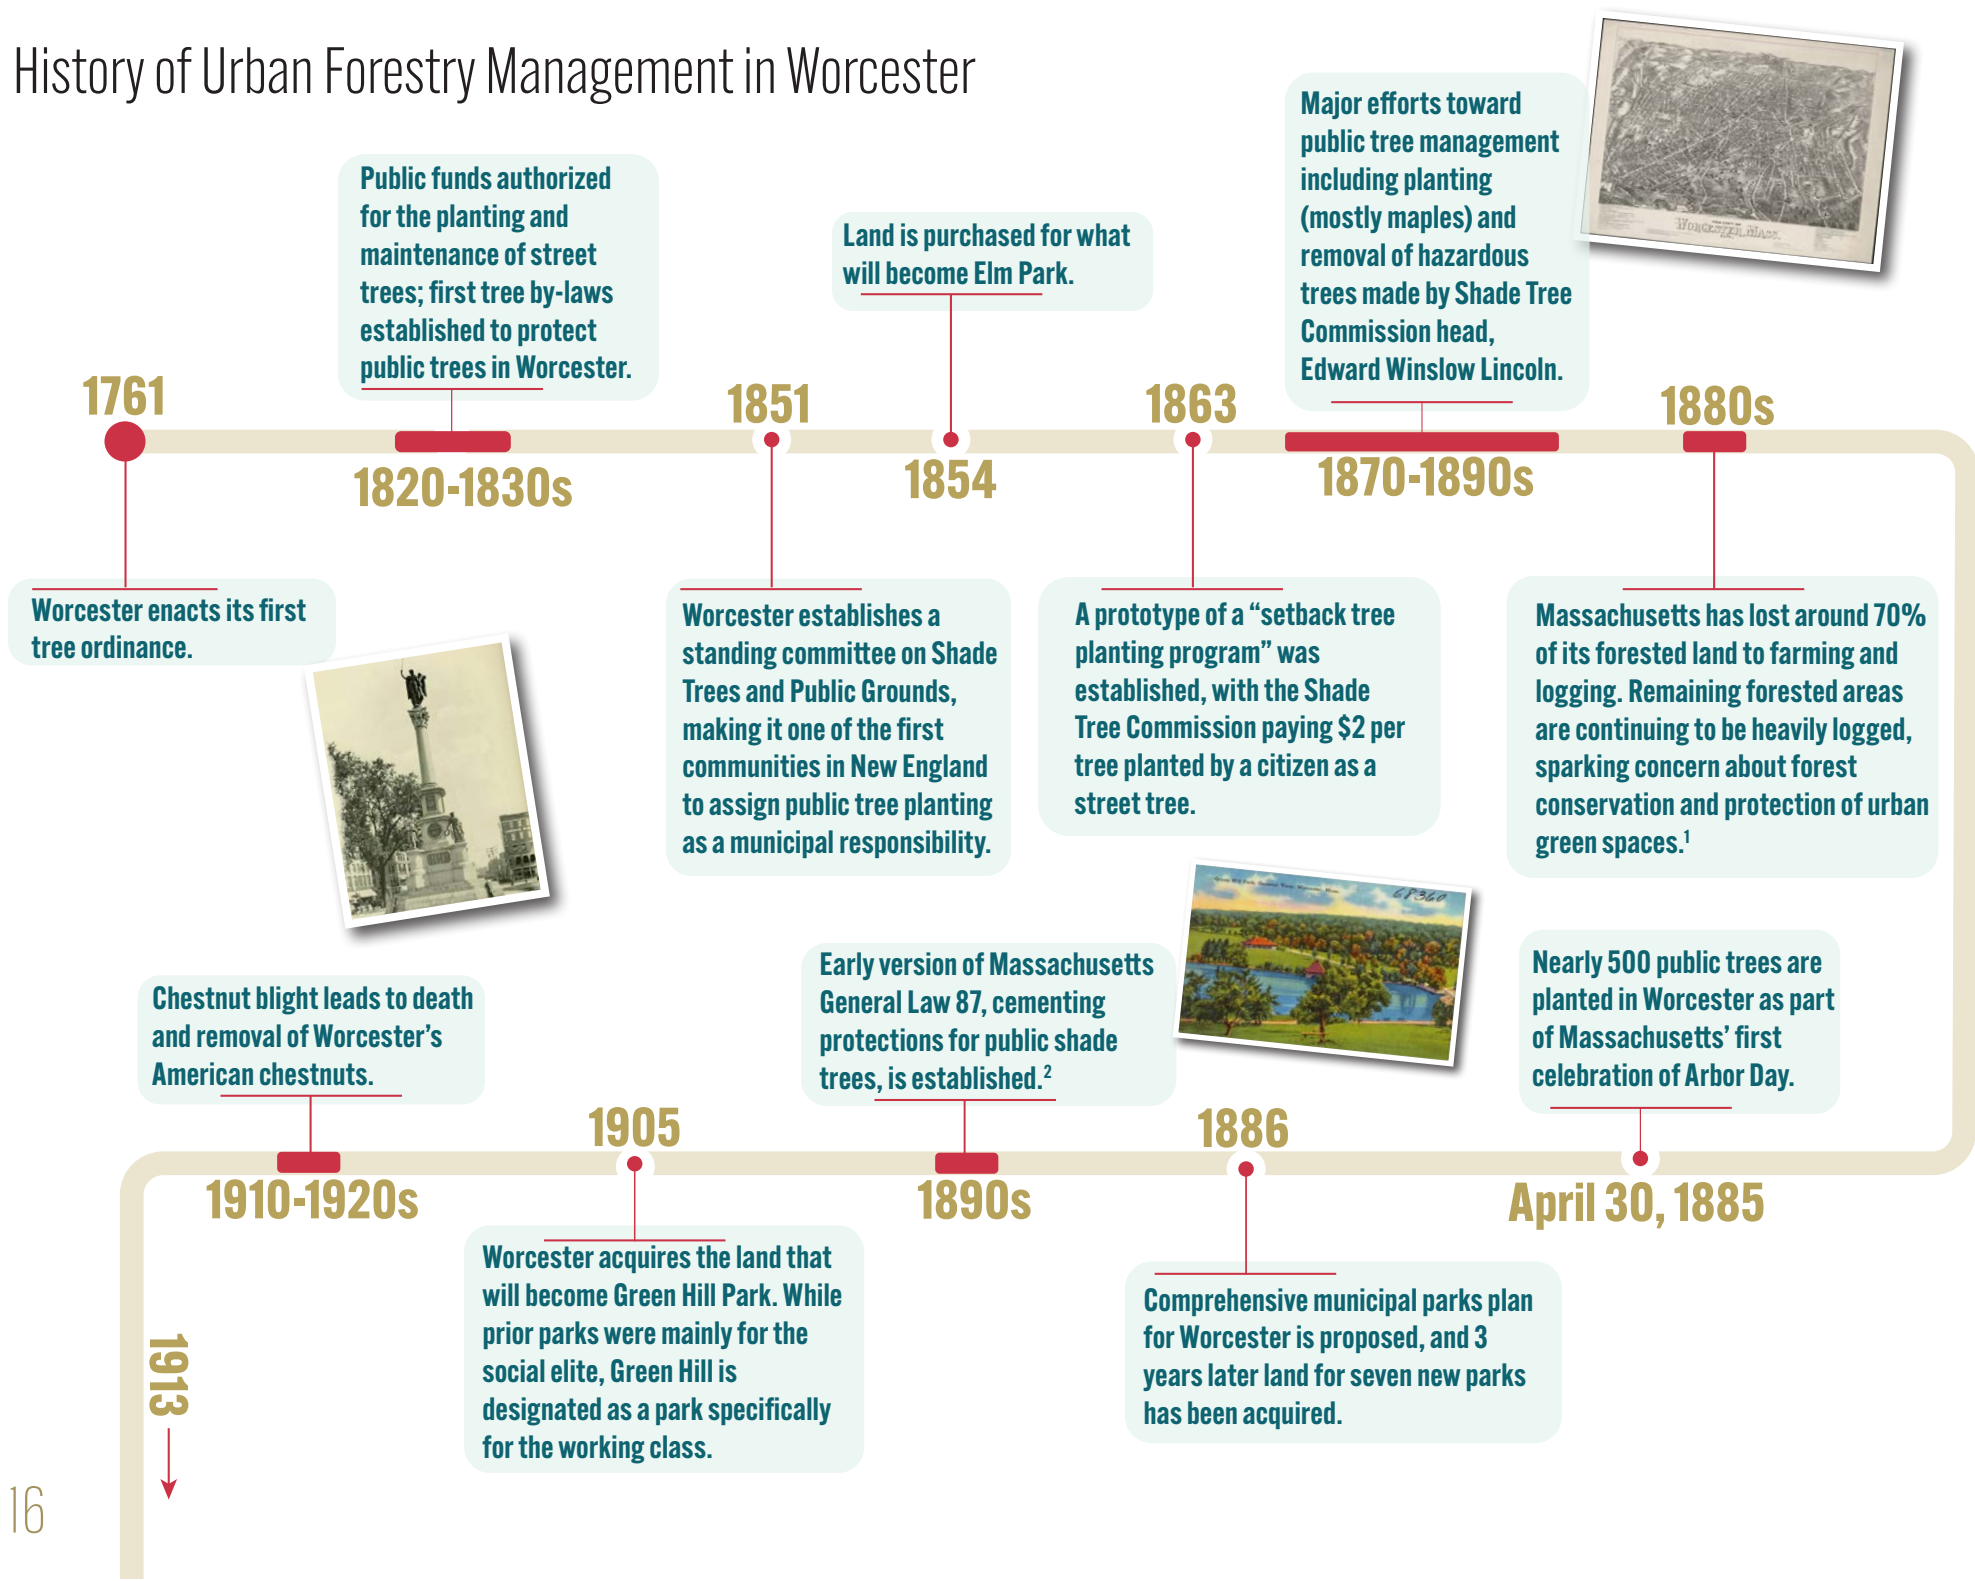 History of Urban Forestry Management in Worcester
1761
Worcester enacts its first
tree ordinance.
Public funds authorized
for the planting and
maintenance of street
trees; first tree by-laws
established to protect
public trees in Worcester.
1820-1830s
1851
Worcester establishes a
standing committee on Shade
Trees and Public Grounds,
making it one of the first
communities in New England
to assign public tree planting
as a municipal responsibility.
Land is purchased for what
will become Elm Park.
1854
1863
A prototype of a “setback tree
planting program” was
established, with the Shade
Tree Commission paying $2 per
tree planted by a citizen as a
street tree.
Major efforts toward
public tree management
including planting
(mostly maples) and
removal of hazardous
trees made by Shade Tree
Commission head,
Edward Winslow Lincoln.
1870-1890s
WORCESTER, MASS.
1880s
Massachusetts has lost around 70%
of its forested land to farming and
logging. Remaining forested areas
are continuing to be heavily logged,
sparking concern about forest
conservation and protection of urban
green spaces.1
Nearly 500 public trees are
planted in Worcester as part
of Massachusetts’ first
celebration of Arbor Day.
April 30, 1885
68360
1886
Comprehensive municipal parks plan
for Worcester is proposed, and 3
years later land for seven new parks
has been acquired.
Early version of Massachusetts
General Law 87, cementing
protections for public shade
trees, is established.2
1890s
1905
Worcester acquires the land that
will become Green Hill Park. While
prior parks were mainly for the
social elite, Green Hill is
designated as a park specifically
for the working class.
Chestnut blight leads to death
and removal of Worcester’s
American chestnuts.
1910-1920s
1913
16